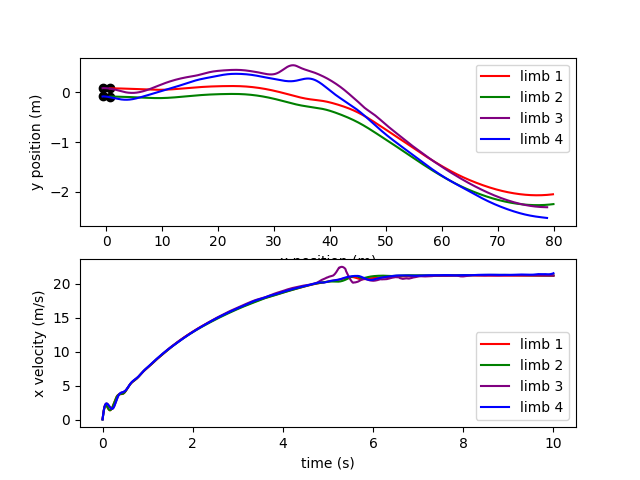 0
−1
−2
y position (m)
limb 1
limb 2
limb 3
limb 4
0 10 20 30 40 50 60 70 80
x position (m)
20
15
10
5
0
x velocity (m/s)
limb 1
limb 2
limb 3
limb 4
0 2 4 6 8 10
time (s)